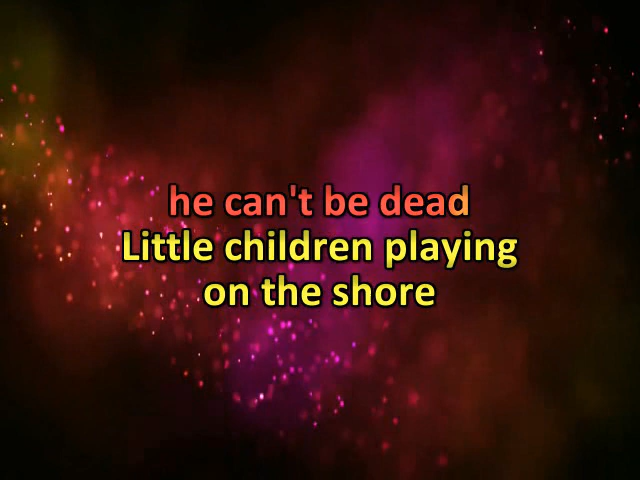 he can't be dead
Little children playing
on the shore